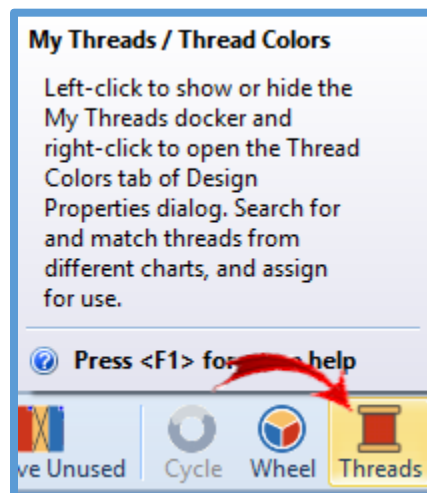 My Threads / Thread Colors
Left-click to show or hide the
My Threads docker and
right-click to open the Thread
Colors tab of Design
Properties dialog. Search for
and match threads from
different charts, and assign
for use.
Press <F1> for help
ve Unused Cycle Wheel Threads